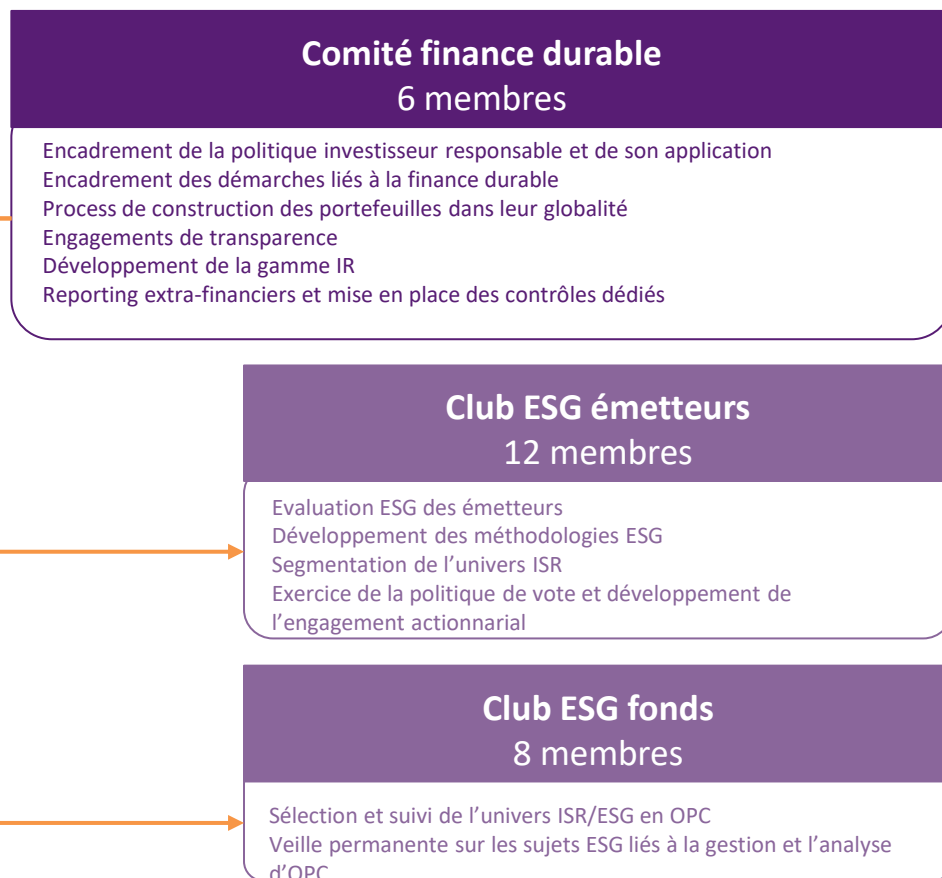 Comité finance durable
6 membres
Encadrement de la politique investisseur responsable et de son application
Encadrement des démarches liés à la finance durable
Process de construction des portefeuilles dans leur globalité
Engagements de transparence
Développement de la gamme IR
Reporting extra-financiers et mise en place des contrôles dédiés
Club ESG émetteurs
12 membres
Evaluation ESG des émetteurs
Développement des méthodologies ESG
Segmentation de l’univers ISR
Exercice de la politique de vote et développement de
l’engagement actionnarial
Club ESG fonds
8 membres
Sélection et suivi de l’univers ISR/ESG en OPC
Veille permanente sur les sujets ESG liés à la gestion et l’analyse
d’OPC